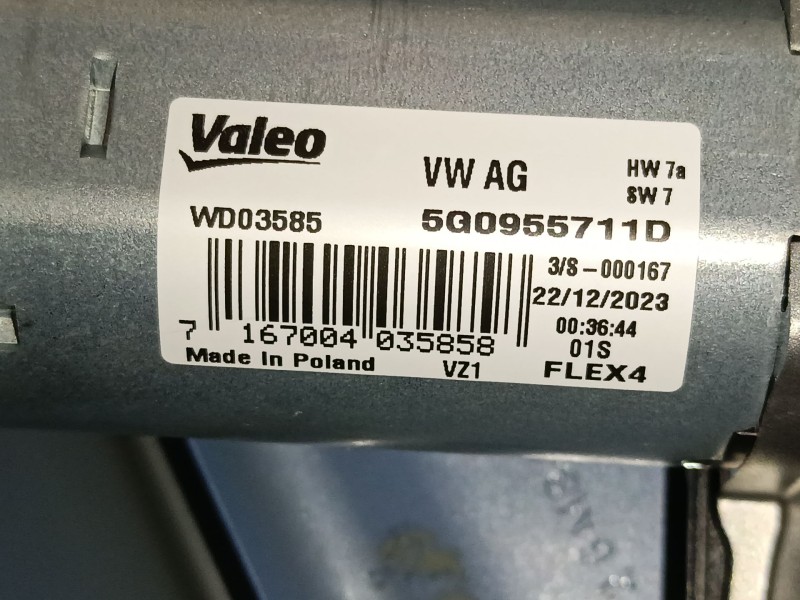 Valeo
VW AG
HW 7a
SW 7
WD03585
5G0955711D
3/S-000167
22/12/2023
00:36:44
7 167004 035858
01S
Made In Poland
VZ1
FLEX4